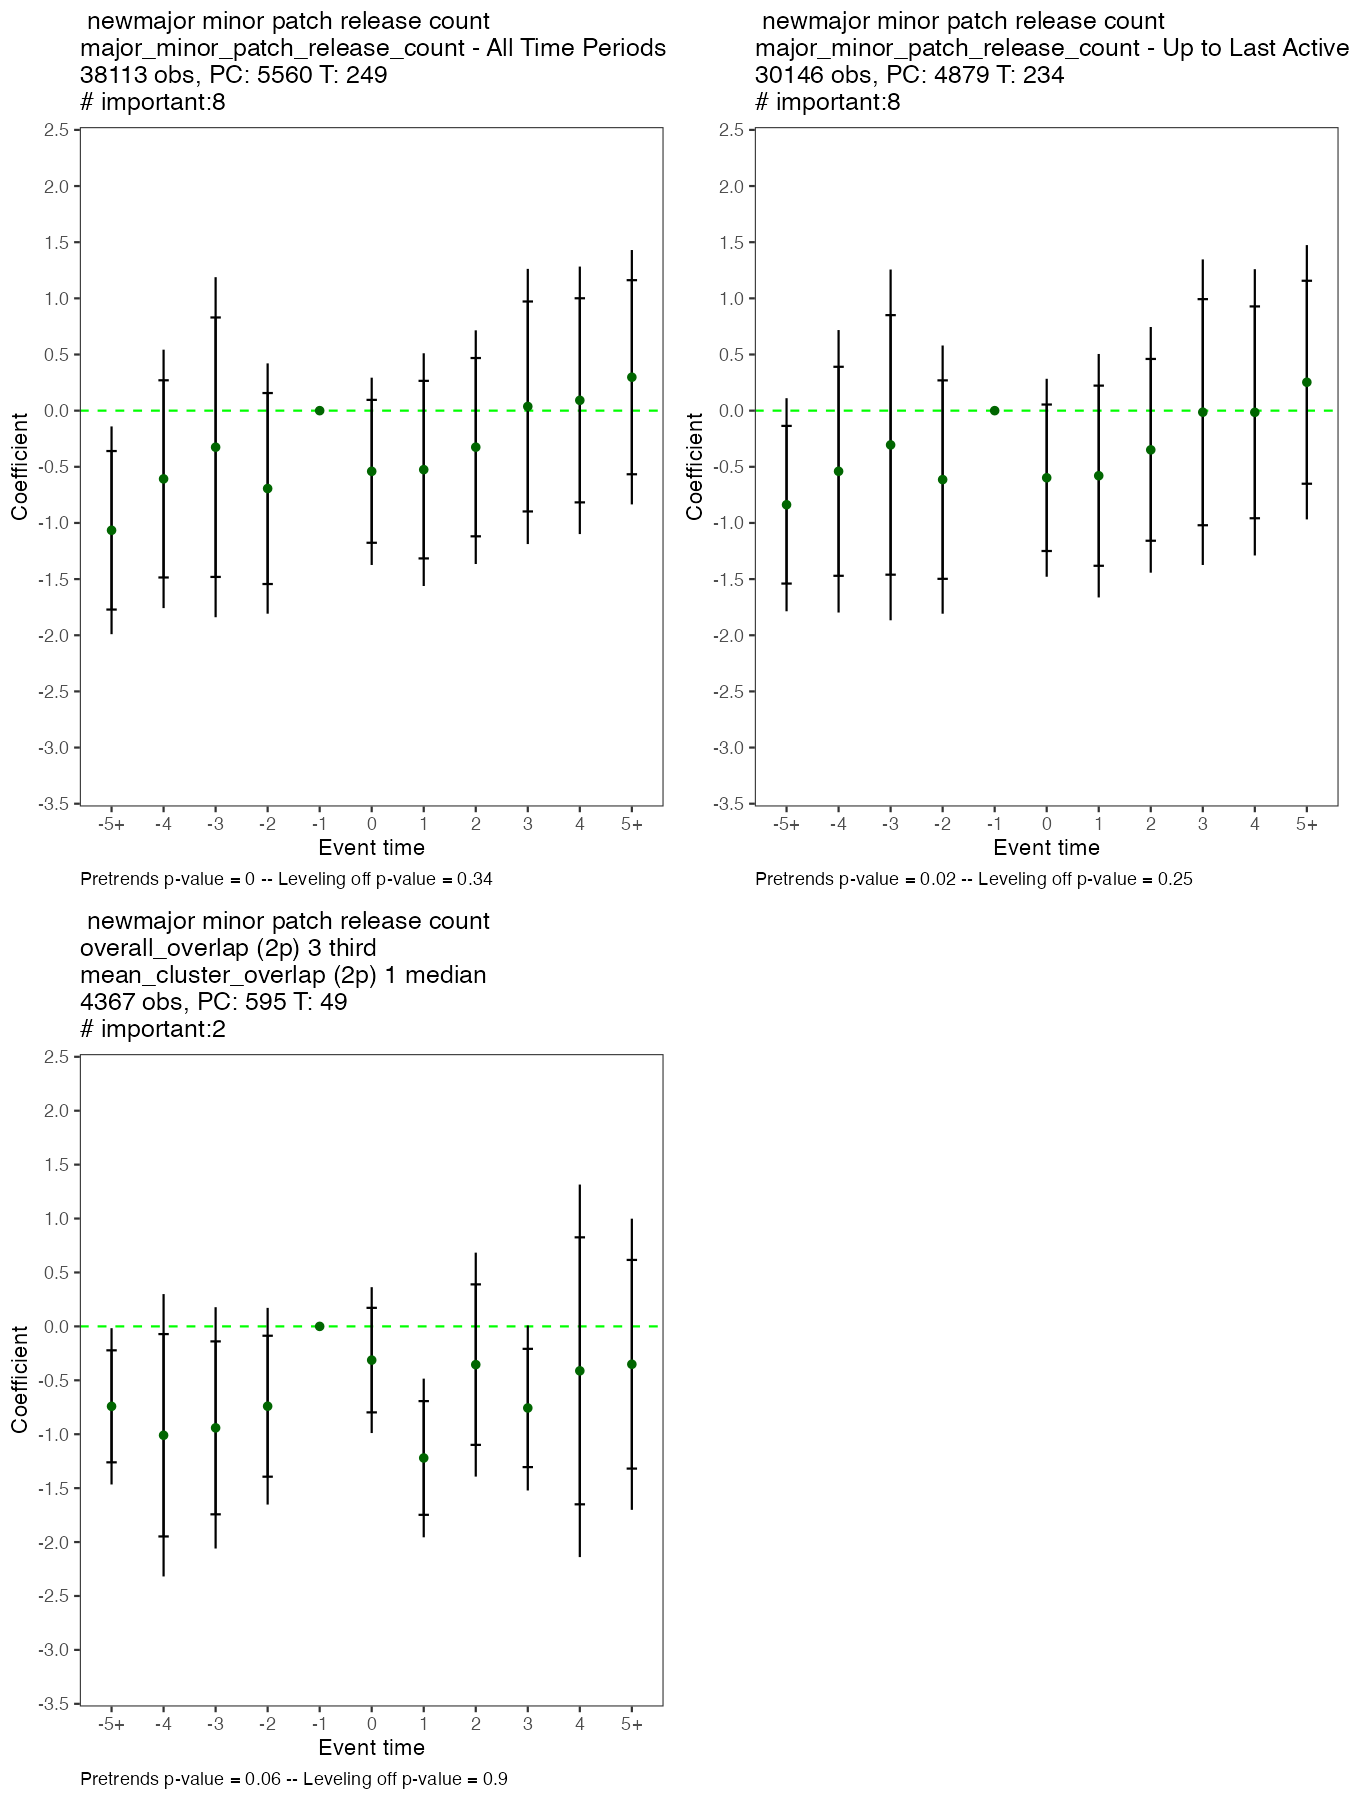 newmajor minor patch release count
major_minor_patch_release_count - All Time Periods
38113 obs, PC: 5560 T: 249
# important:8
2.5
2.0
1.5
1.0
0.5
0.0
-0.5
-1.0
-1.5
-2.0
-2.5
-3.0
-3.5
Coefficient
-5+ -4 -3 -2 -1 0 1 2 3 4 5+
Event time
Pretrends p-value = 0 -- Leveling off p-value = 0.34
newmajor minor patch release count
major_minor_patch_release_count - Up to Last Active
30146 obs, PC: 4879 T: 234
# important:8
2.5
2.0
1.5
1.0
0.5
0.0
-0.5
-1.0
-1.5
-2.0
-2.5
-3.0
-3.5
Coefficient
-5+ -4 -3 -2 -1 0 1 2 3 4 5+
Event time
Pretrends p-value = 0.02 -- Leveling off p-value = 0.25
newmajor minor patch release count
overall_overlap (2p) 3 third
mean_cluster_overlap (2p) 1 median
4367 obs, PC: 595 T: 49
# important:2
2.5
2.0
1.5
1.0
0.5
0.0
-0.5
-1.0
-1.5
-2.0
-2.5
-3.0
-3.5
Coefficient
-5+ -4 -3 -2 -1 0 1 2 3 4 5+
Event time
Pretrends p-value = 0.06 -- Leveling off p-value = 0.9